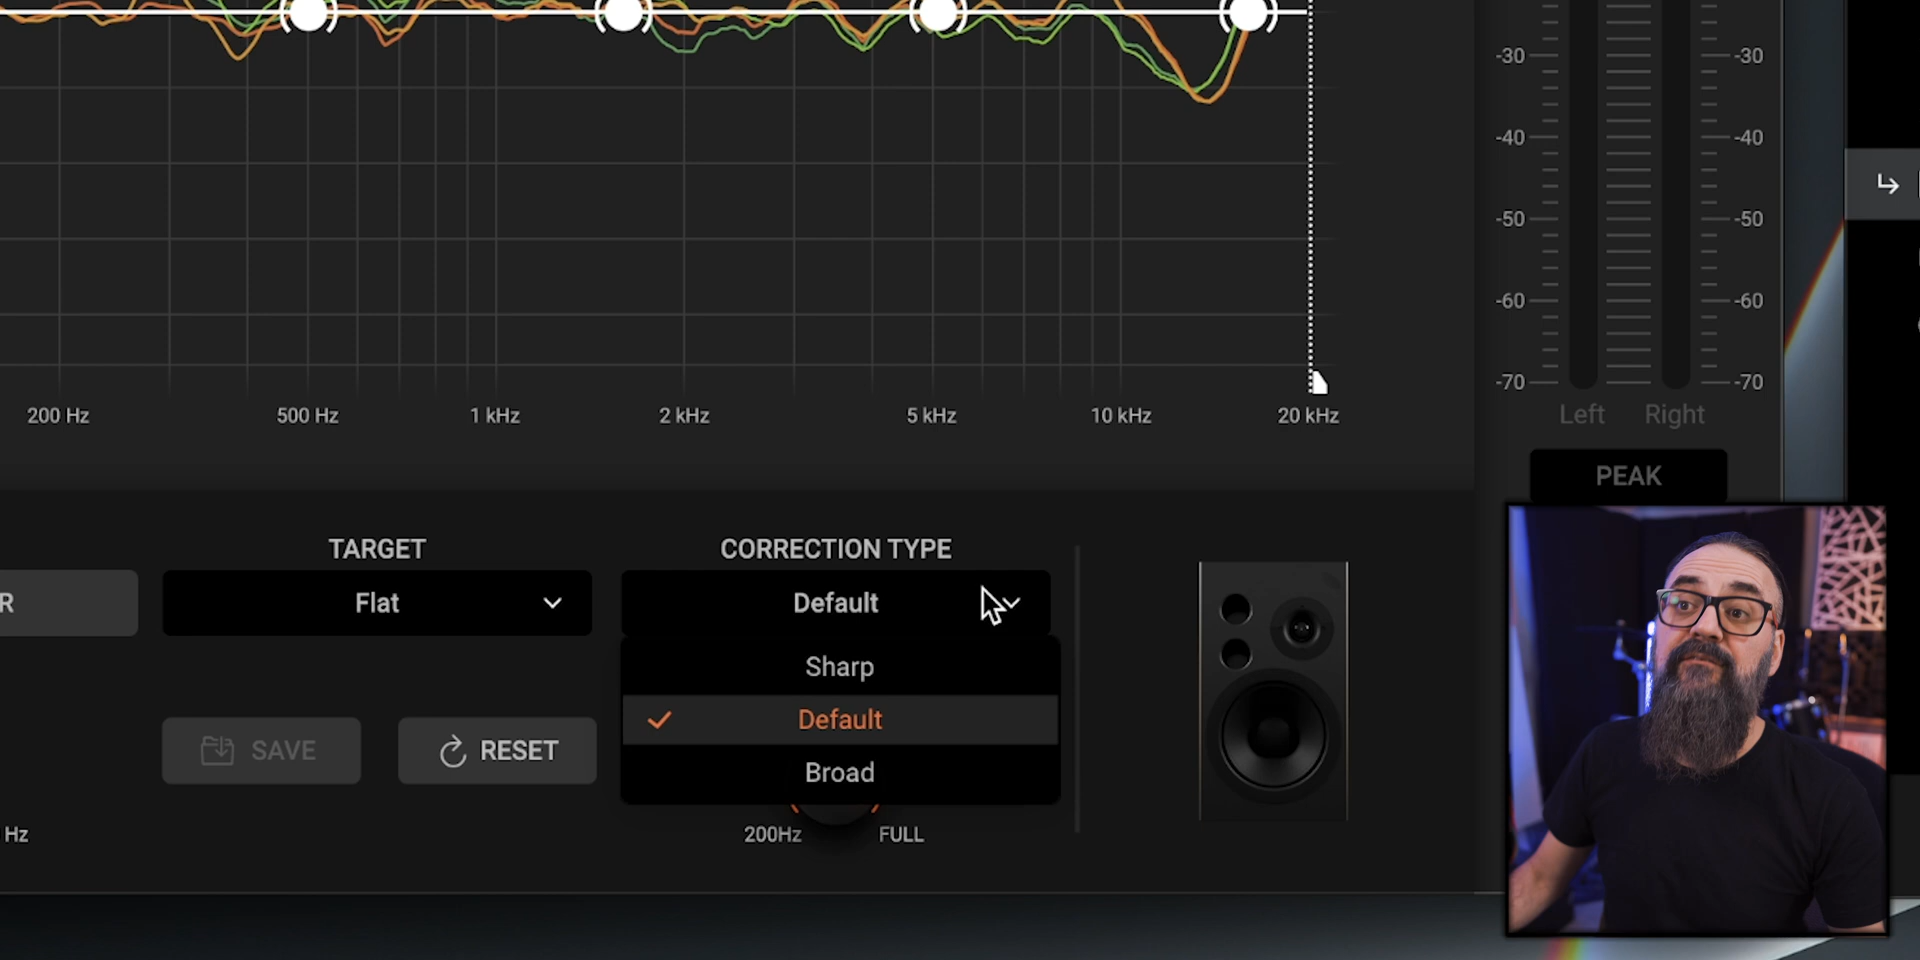 -30 -30
-40 -40
-50 -50
-60 -60
-70 -70
Left Right
200 Hz 500 Hz 1 kHz 2 kHz 5 kHz 10 kHz 20 kHz
PEAK
TARGET
CORRECTION TYPE
R
Flat
Default
Sharp
Default
Broad
SAVE
RESET
Hz
200Hz FULL